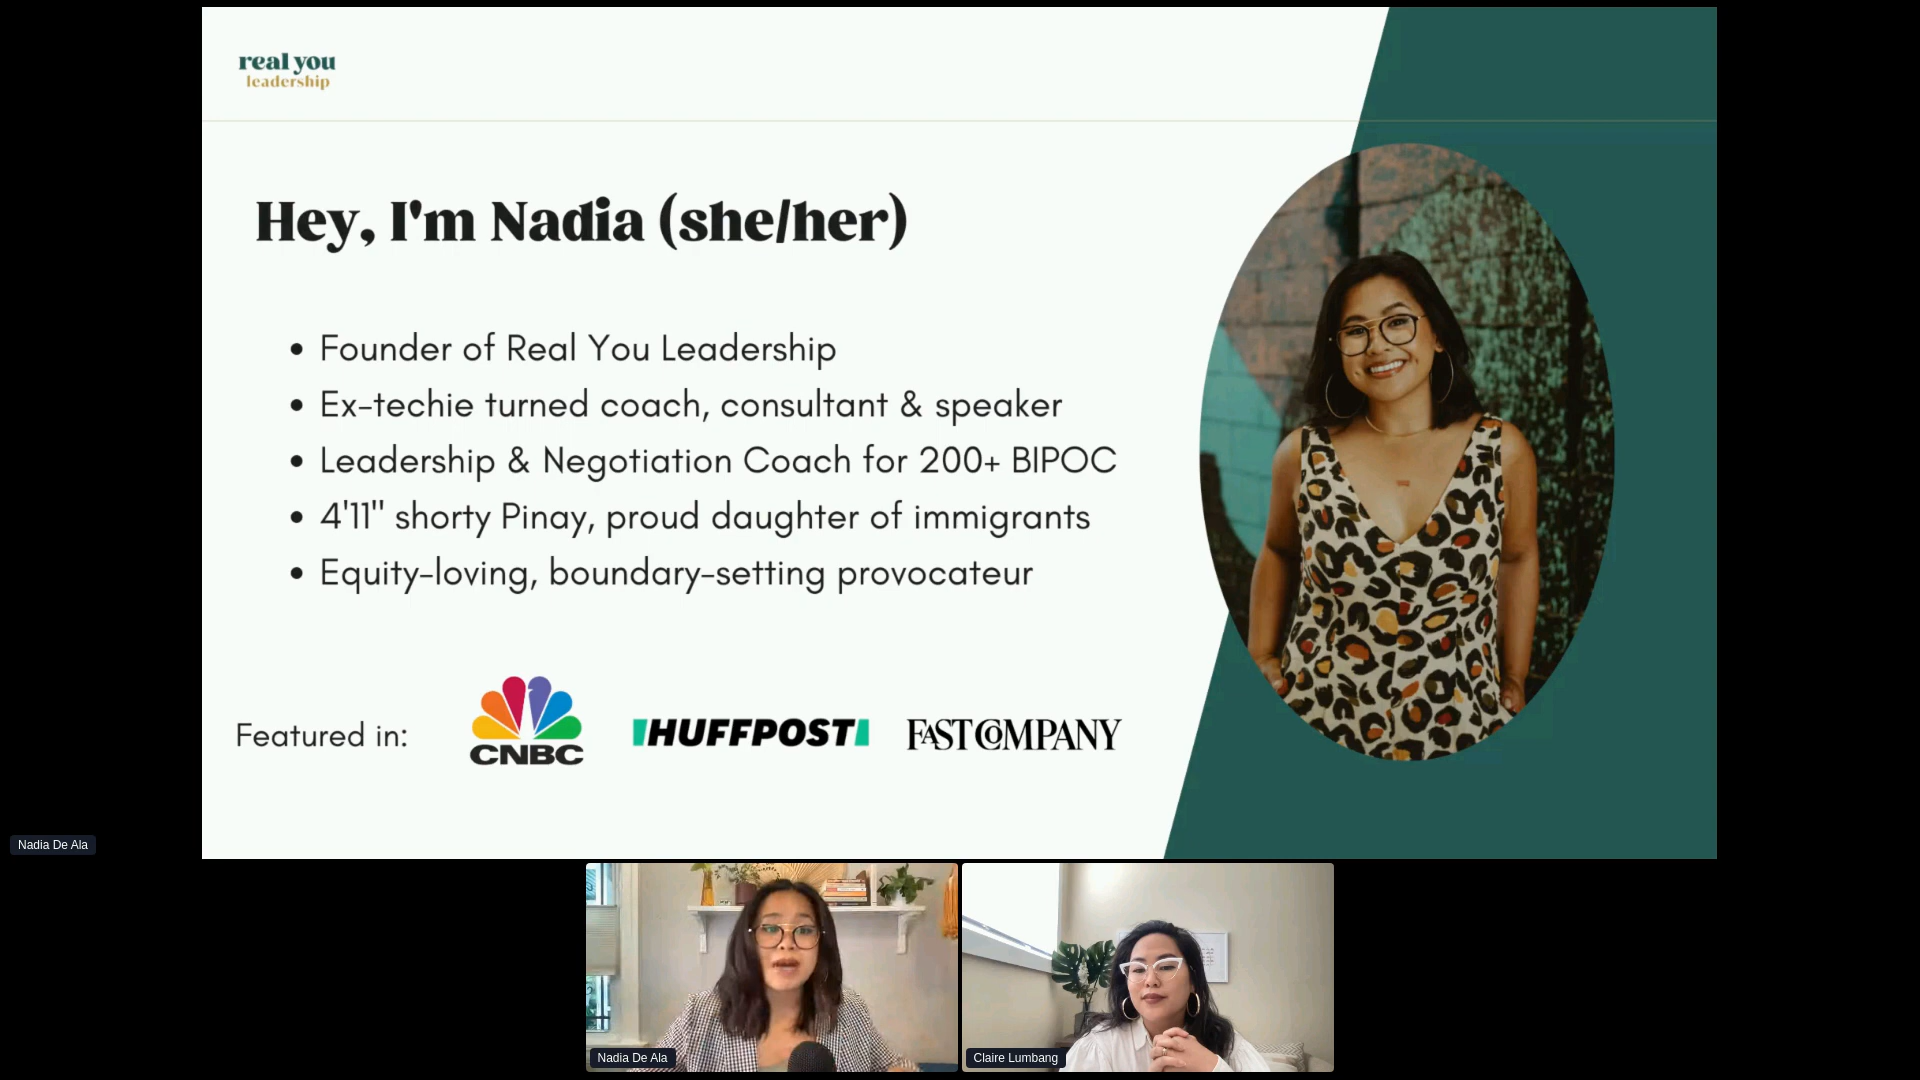 real you
leadership
Hey, I'm Nadia (she/her)
• Founder of Real You Leadership
• Ex-techie turned coach, consultant & speaker
• Leadership & Negotiation Coach for 200+ BIPOC
• 4'11" shorty Pinay, proud daughter of immigrants
• Equity-loving, boundary-setting provocateur
Featured in:
CNBC
HUFFPOST
FAST COMPANY
Nadia De Ala
Nadia De Ala
Claire Lumbang